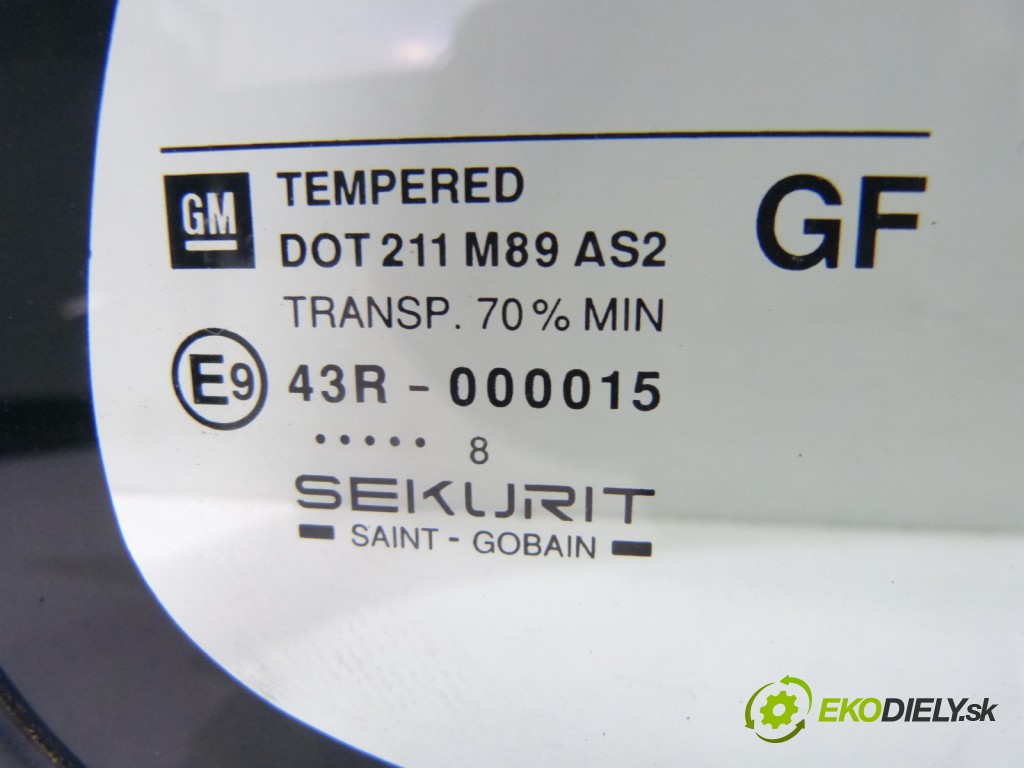 GM
TEMPERED
DOT 211 M89 AS2
GF
TRANSP. 70% MIN
E9
43R - 000015
..... 8
SEKURIT
SAINT - GOBAIN
EKODIELY.sk